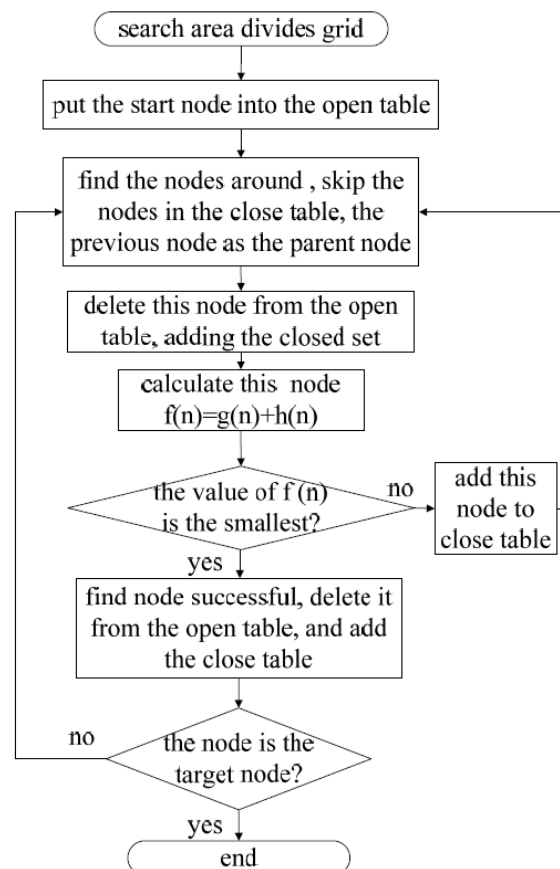 search area divides grid
put the start node into the open table
find the nodes around , skip the
nodes in the close table, the
previous node as the parent node
delete this node from the open
table, adding the closed set
calculate this node
f(n)=g(n)+h(n)
the value of f (n)
is the smallest?
no
add this
node to
close table
yes
find node successful, delete it
from the open table, and add
the close table
no
the node is the
target node?
yes
end